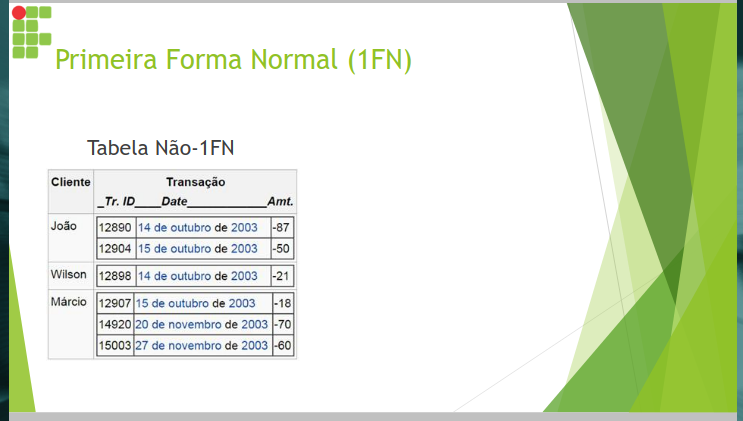 Primeira Forma Normal (1FN)
Tabela Não-1FN
Cliente Transação
_Tr. ID____Date____________Amt.
João 12890 14 de outubro de 2003 -87
12904 15 de outubro de 2003 -50
Wilson 12898 14 de outubro de 2003 -21
Márcio 12907 15 de outubro de 2003 -18
14920 20 de novembro de 2003 -70
15003 27 de novembro de 2003 -60